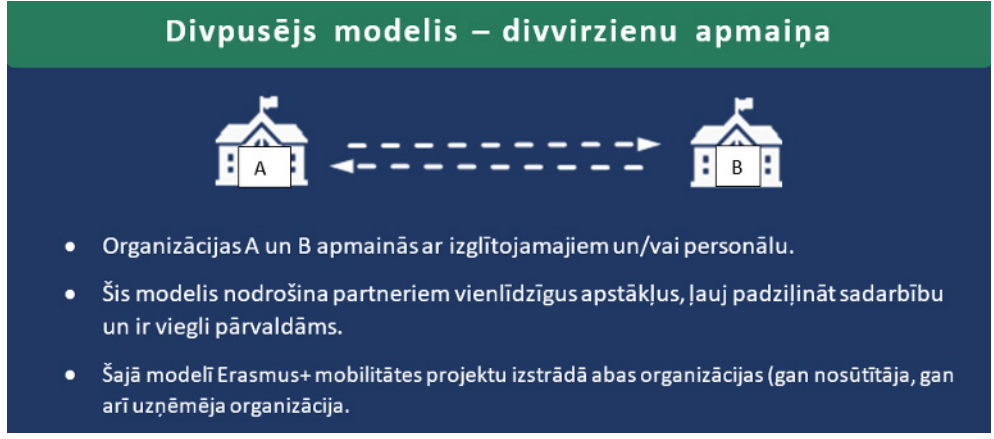 Divpusējs modelis – divvirzienu apmaiņa
A
B
• Organizācijas A un B apmainās ar izglītojamajiem un/vai personālu.
• Šis modelis nodrošina partneriem vienlīdzīgus apstākļus, ļauj padziļināt sadarbību
un ir viegli pārvaldāms.
• Šajā modelī Erasmus+ mobilitātes projektu izstrādā abas organizācijas (gan nosūtītāja, gan
arī uzņēmēja organizācija.